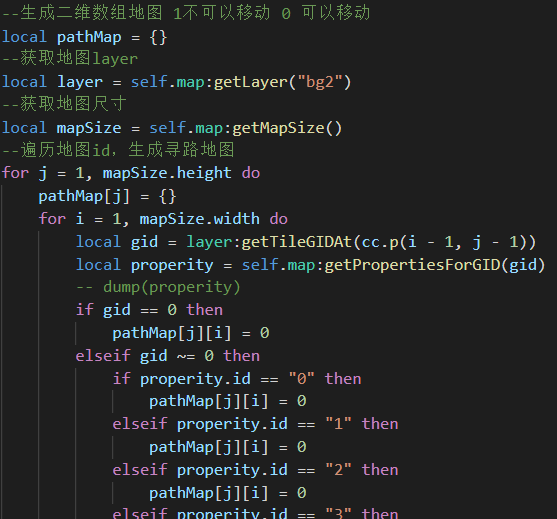 --生成二维数组地图 1不可以移动 0 可以移动
local pathMap = {}
--获取地图layer
local layer = self.map:getLayer("bg2")
--获取地图尺寸
local mapSize = self.map:getMapSize()
--遍历地图id，生成寻路地图
for j = 1, mapSize.height do
pathMap[j] = {}
for i = 1, mapSize.width do
local gid = layer:getTileGIDAt(cc.p(i - 1, j - 1))
local properity = self.map:getPropertiesForGID(gid)
-- dump(properity)
if gid == 0 then
pathMap[j][i] = 0
elseif gid ~= 0 then
if properity.id == "0" then
pathMap[j][i] = 0
elseif properity.id == "1" then
pathMap[j][i] = 0
elseif properity.id == "2" then
pathMap[j][i] = 0
elseif properity.id == "3" then